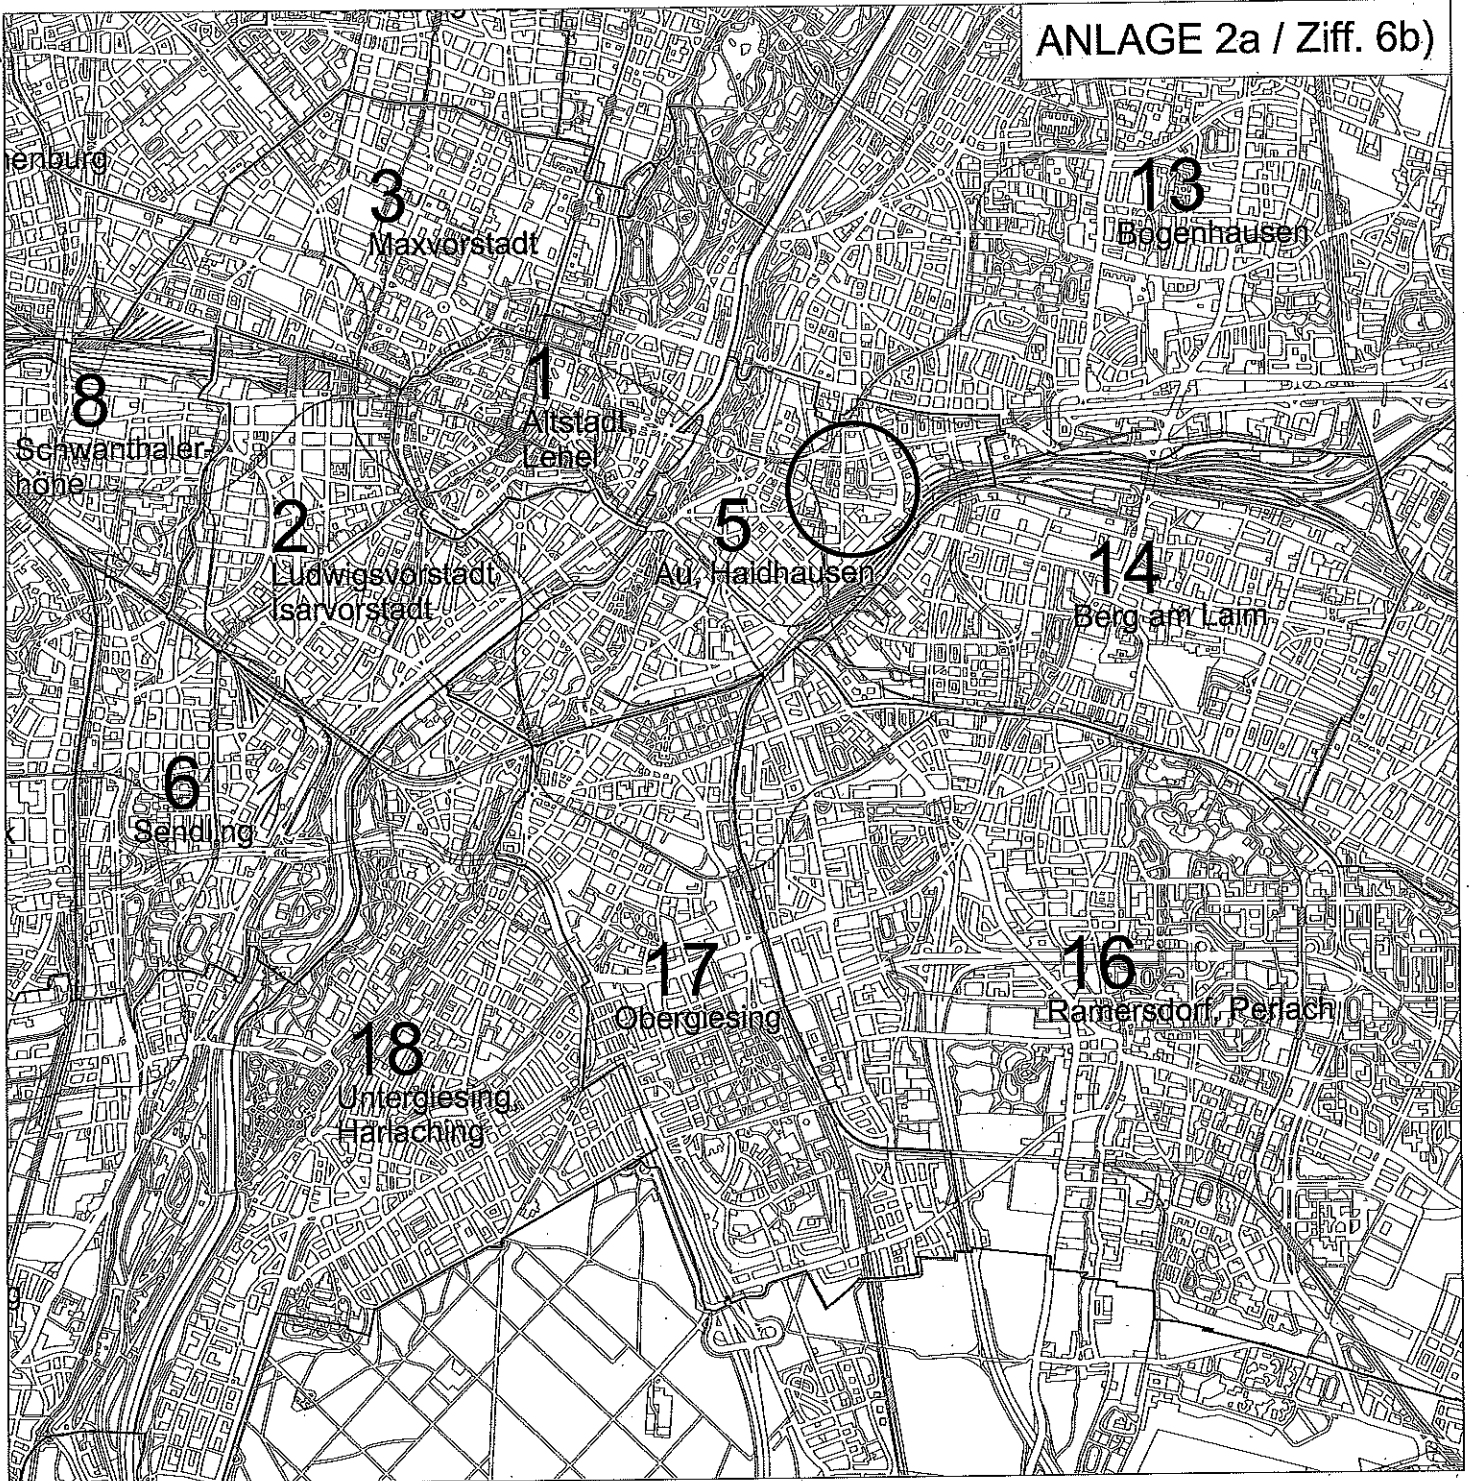 ANLAGE 2a / Ziff. 6b)
nenburg
3
Maxvorstadt
13
Bogenhausen
1
Altstadt
Lehel
8
Schwanthaler-
höhe
2
Ludwigsvorstadt,
Isarvorstadt
5
Au, Haidhausen
14
Berg am Laim
6
Sendling
k
17
Obergiesing
16
Ramersdorf, Perlach
18
Untergiesing,
Harlaching
g